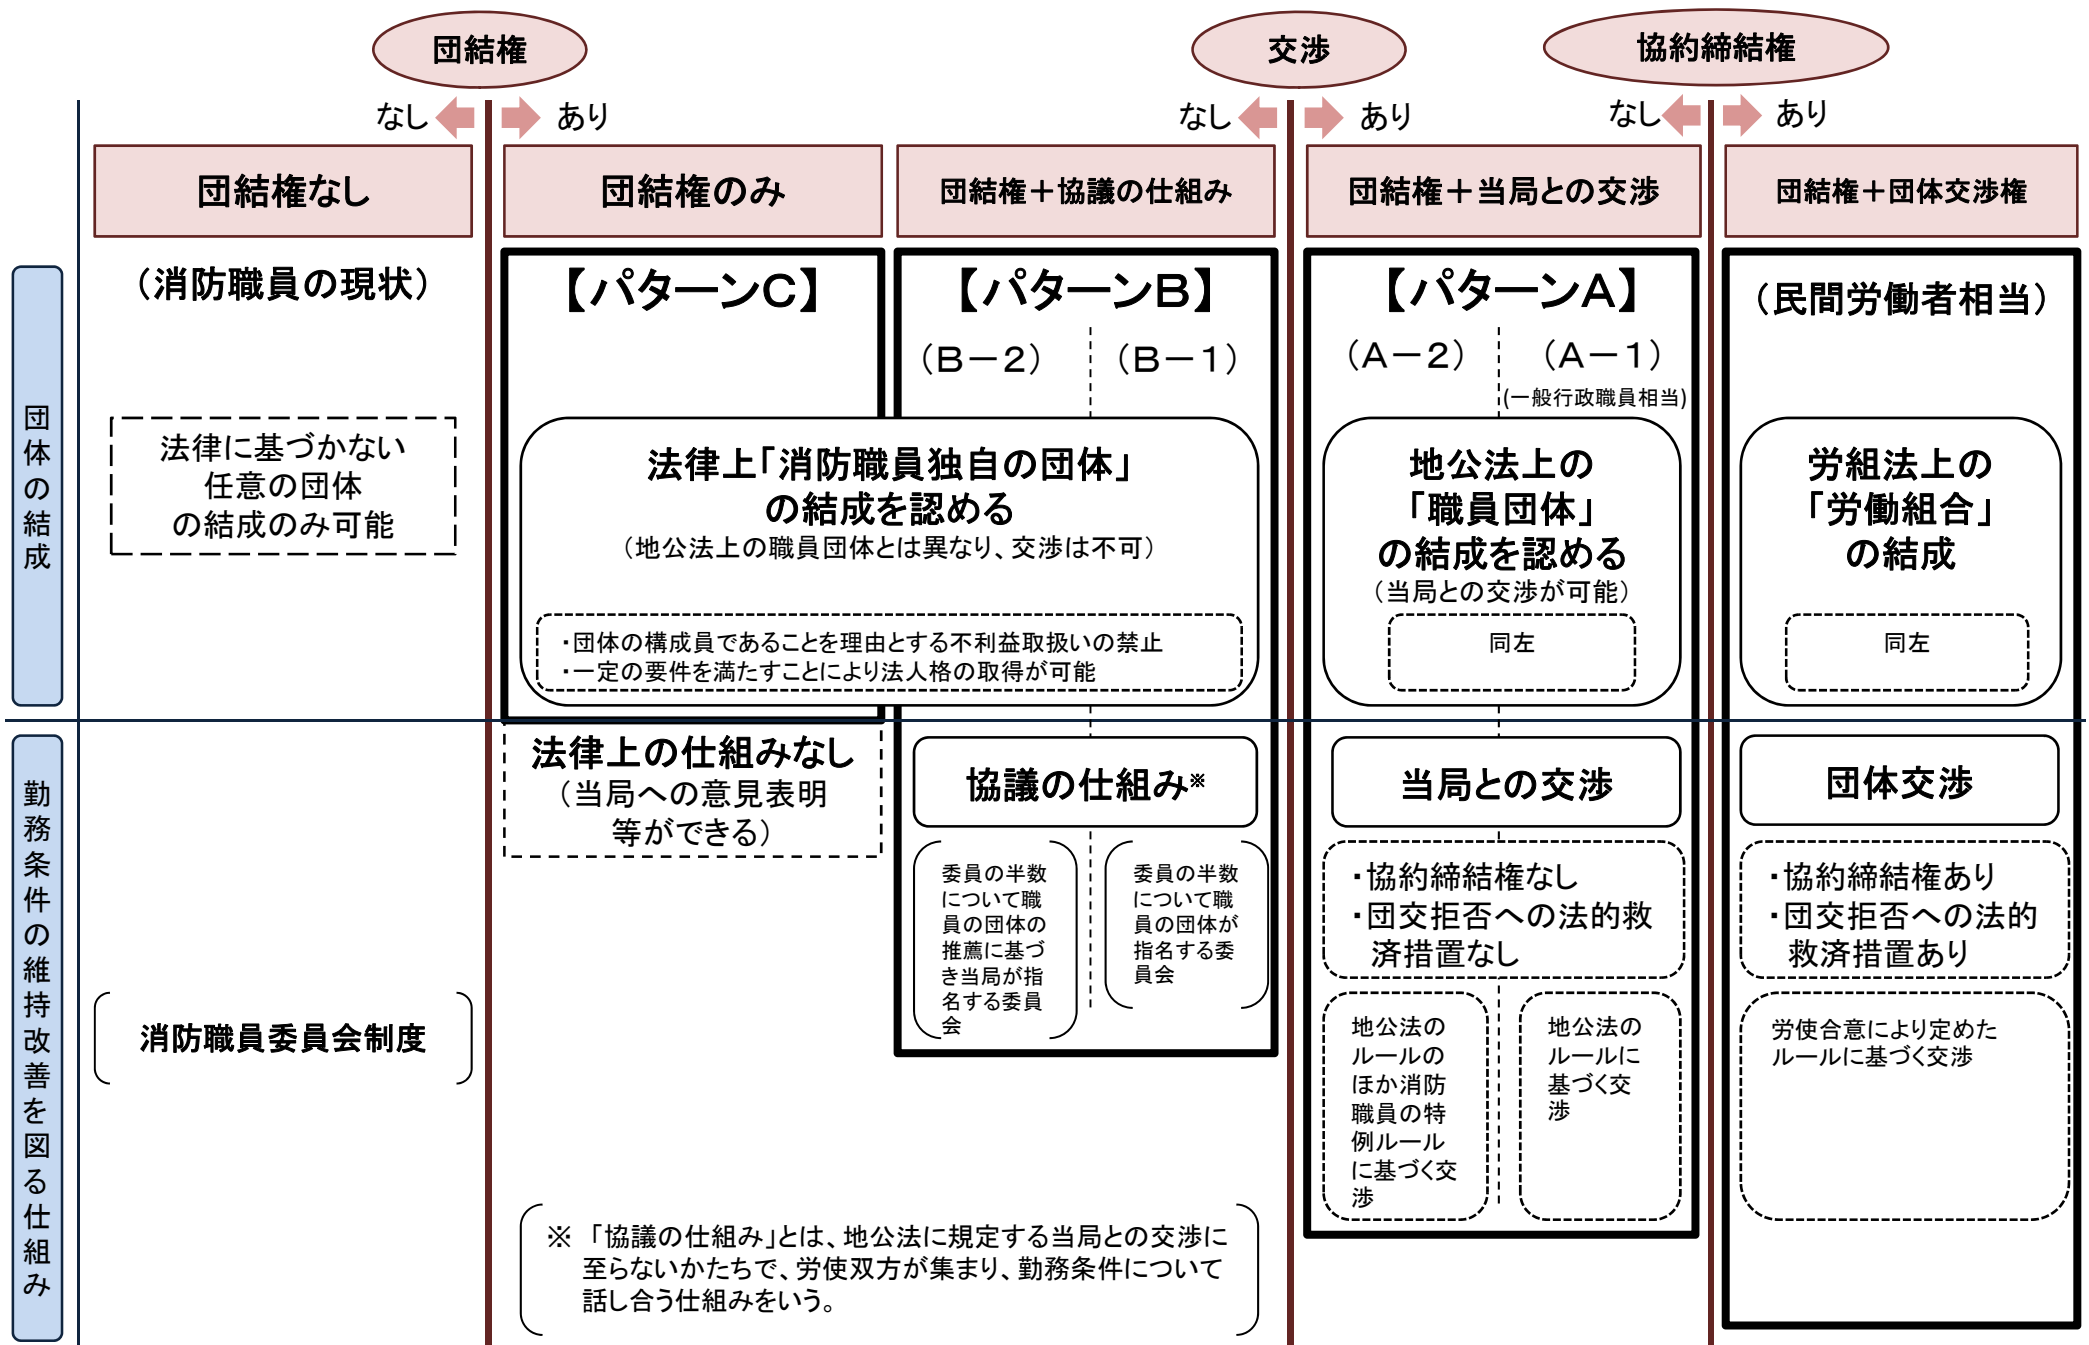 団結権
交渉
協約締結権
なし
あり
なし
あり
なし
あり
団結権なし
団結権のみ
団結権＋協議の仕組み
団結権＋当局との交渉
団結権＋団体交渉権
団体の結成
（消防職員の現状）
法律に基づかない
任意の団体
の結成のみ可能
【パターンＣ】
【パターンＢ】
（Ｂ－２）
（Ｂ－１）
法律上「消防職員独自の団体」
の結成を認める
（地公法上の職員団体とは異なり、交渉は不可）
・団体の構成員であることを理由とする不利益取扱いの禁止
・一定の要件を満たすことにより法人格の取得が可能
【パターンＡ】
（Ａ－２）
（Ａ－１）
(一般行政職員相当)
地公法上の
「職員団体」
の結成を認める
（当局との交渉が可能）
同左
（民間労働者相当）
労組法上の
「労働組合」
の結成
同左
勤務条件の維持改善を図る仕組み
消防職員委員会制度
法律上の仕組みなし
（当局への意見表明
等ができる）
協議の仕組み※
委員の半数
について職
員の団体の
推薦に基づ
き当局が指
名する委員
会
委員の半数
について職
員の団体が
指名する委
員会
当局との交渉
・協約締結権なし
・団交拒否への法的救
済措置なし
地公法の
ルールの
ほか消防
職員の特
例ルール
に基づく交
渉
地公法の
ルールに
基づく交
渉
団体交渉
・協約締結権あり
・団交拒否への法的
救済措置あり
労使合意により定めた
ルールに基づく交渉
※　「協議の仕組み」とは、地公法に規定する当局との交渉に
至らないかたちで、労使双方が集まり、勤務条件について
話し合う仕組みをいう。